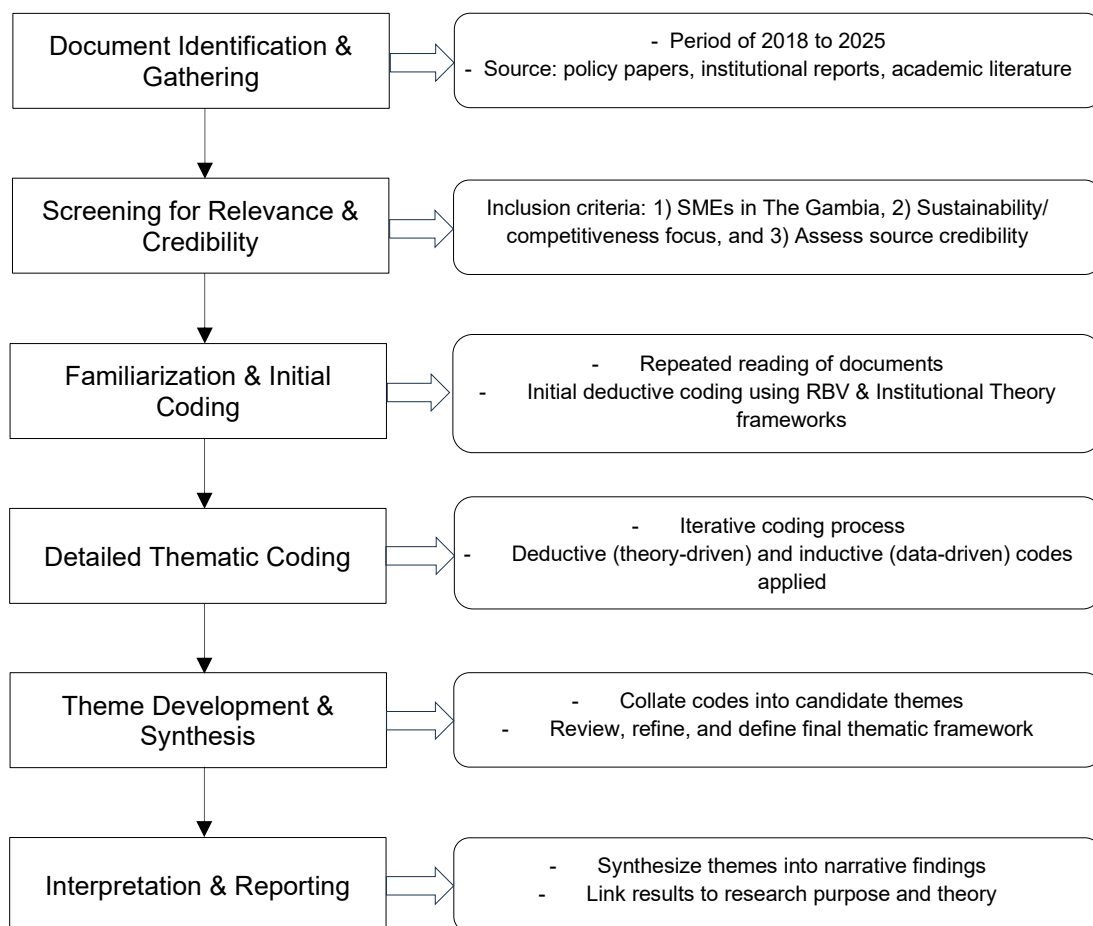 Document Identification &
Gathering
- Period of 2018 to 2025
- Source: policy papers, institutional reports, academic literature
Screening for Relevance &
Credibility
Inclusion criteria: 1) SMEs in The Gambia, 2) Sustainability/
competitiveness focus, and 3) Assess source credibility
Familiarization & Initial
Coding
- Repeated reading of documents
- Initial deductive coding using RBV & Institutional Theory
frameworks
Detailed Thematic Coding
- Iterative coding process
- Deductive (theory-driven) and inductive (data-driven) codes
applied
Theme Development &
Synthesis
- Collate codes into candidate themes
- Review, refine, and define final thematic framework
Interpretation & Reporting
- Synthesize themes into narrative findings
- Link results to research purpose and theory